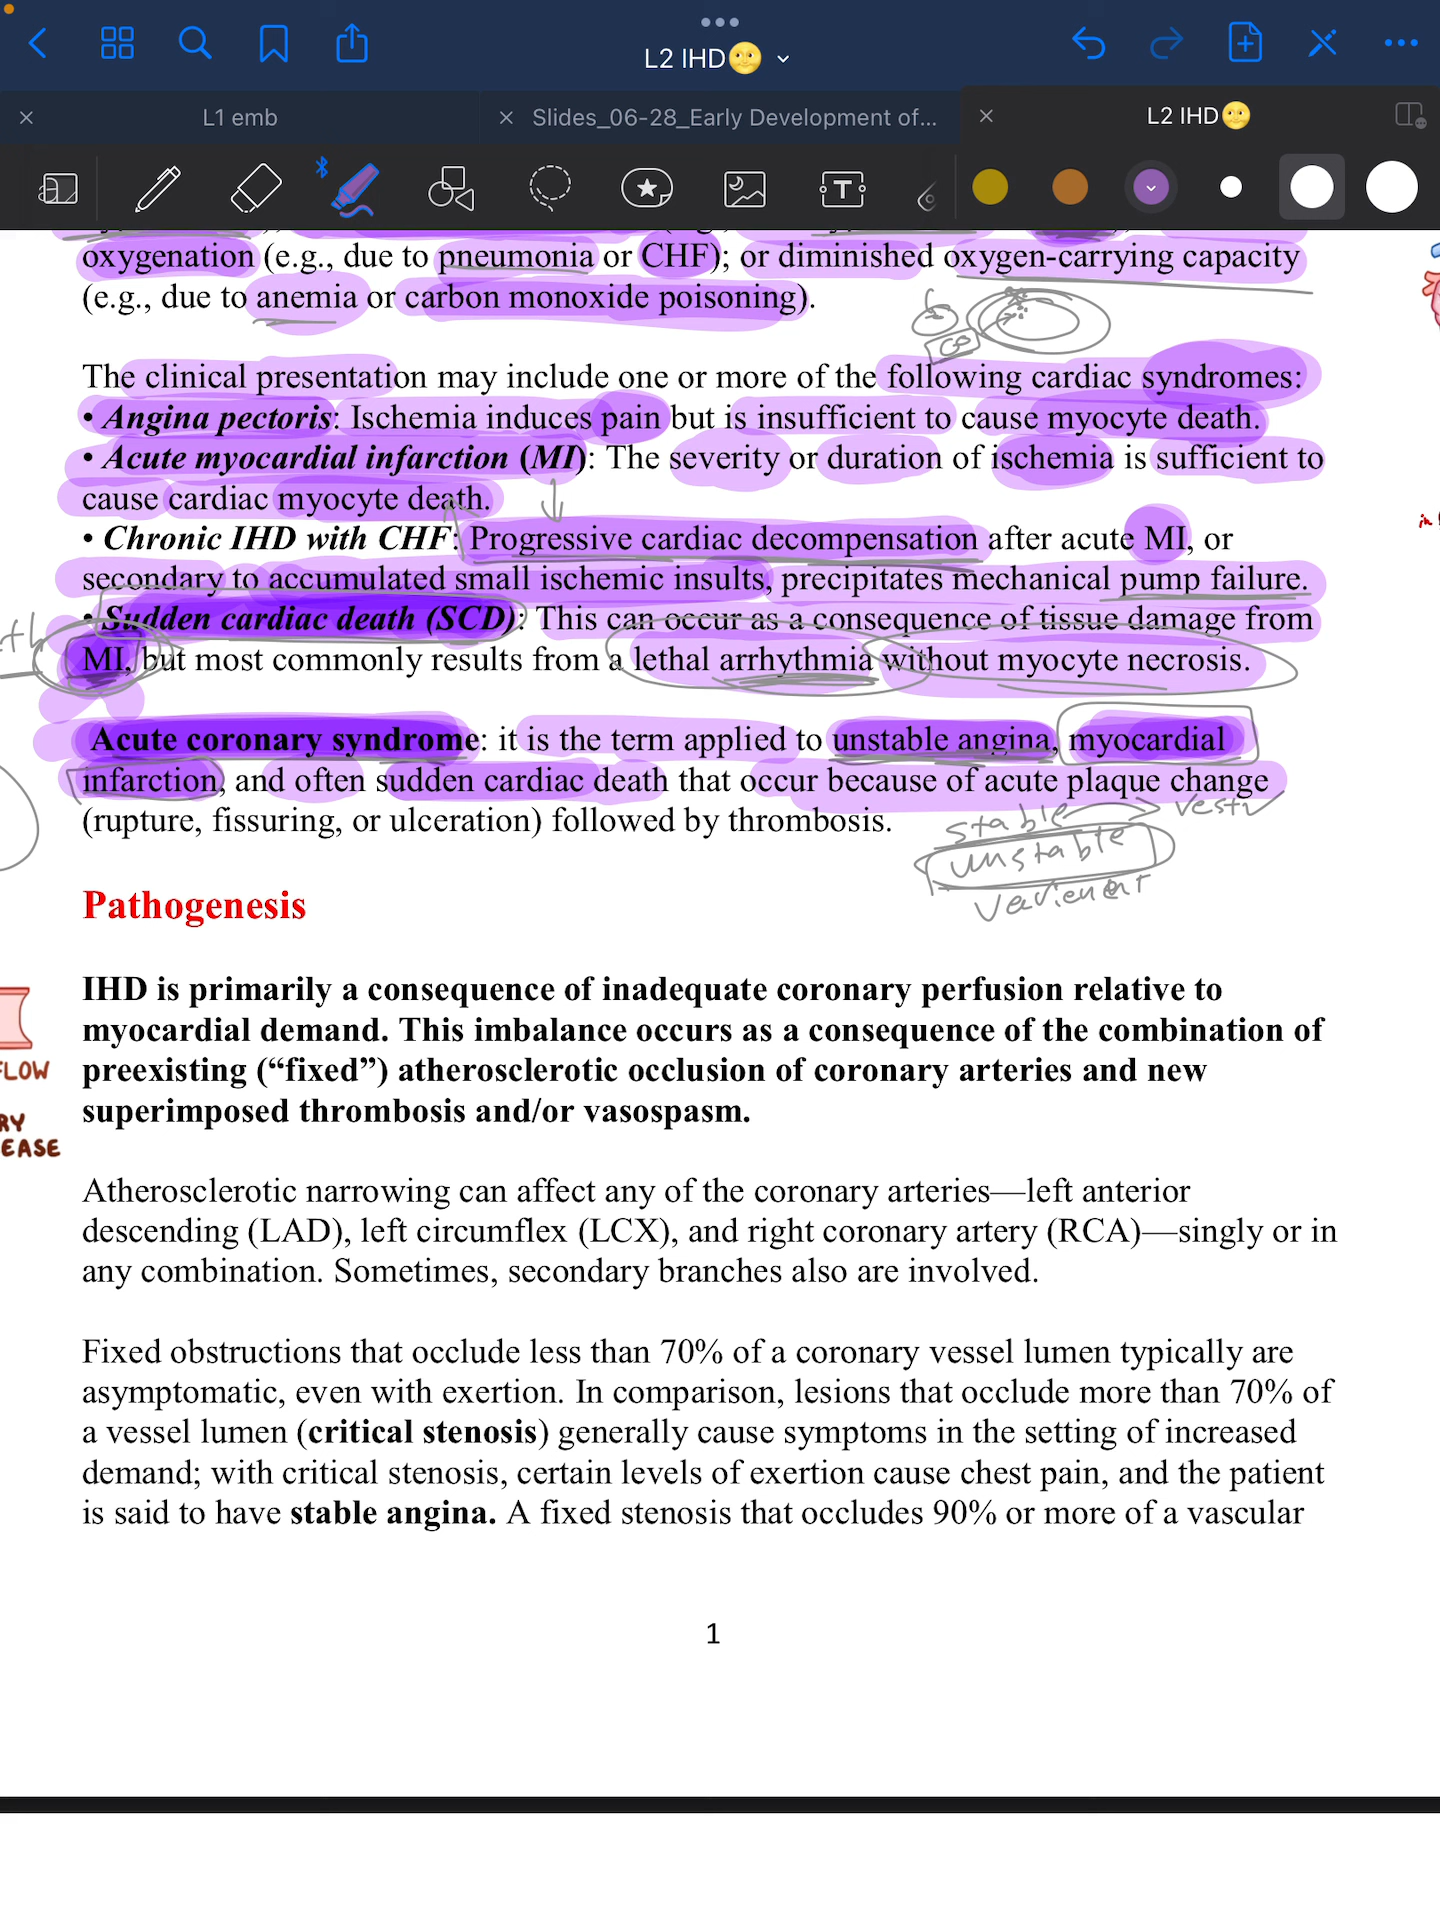 L2 IHD🌝
L1 emb
Slides_06-28_Early Development of...
L2 IHD🌝
oxygenation (e.g., due to pneumonia or CHF); or diminished oxygen-carrying capacity
(e.g., due to anemia or carbon monoxide poisoning).
The clinical presentation may include one or more of the following cardiac syndromes:
• Angina pectoris: Ischemia induces pain but is insufficient to cause myocyte death.
• Acute myocardial infarction (MI): The severity or duration of ischemia is sufficient to
cause cardiac myocyte death.
• Chronic IHD with CHF: Progressive cardiac decompensation after acute MI, or
secondary to accumulated small ischemic insults, precipitates mechanical pump failure.
• Sudden cardiac death (SCD): This can occur as a consequence of tissue damage from
MI, but most commonly results from a lethal arrhythmia without myocyte necrosis.
Acute coronary syndrome: it is the term applied to unstable angina, myocardial
infarction, and often sudden cardiac death that occur because of acute plaque change
(rupture, fissuring, or ulceration) followed by thrombosis.
stable
unstable
Pathogenesis
IHD is primarily a consequence of inadequate coronary perfusion relative to
myocardial demand. This imbalance occurs as a consequence of the combination of
preexisting (“fixed”) atherosclerotic occlusion of coronary arteries and new
superimposed thrombosis and/or vasospasm.
FLOW
RY
EASE
Atherosclerotic narrowing can affect any of the coronary arteries—left anterior
descending (LAD), left circumflex (LCX), and right coronary artery (RCA)—singly or in
any combination. Sometimes, secondary branches also are involved.
Fixed obstructions that occlude less than 70% of a coronary vessel lumen typically are
asymptomatic, even with exertion. In comparison, lesions that occlude more than 70% of
a vessel lumen (critical stenosis) generally cause symptoms in the setting of increased
demand; with critical stenosis, certain levels of exertion cause chest pain, and the patient
is said to have stable angina. A fixed stenosis that occludes 90% or more of a vascular
1